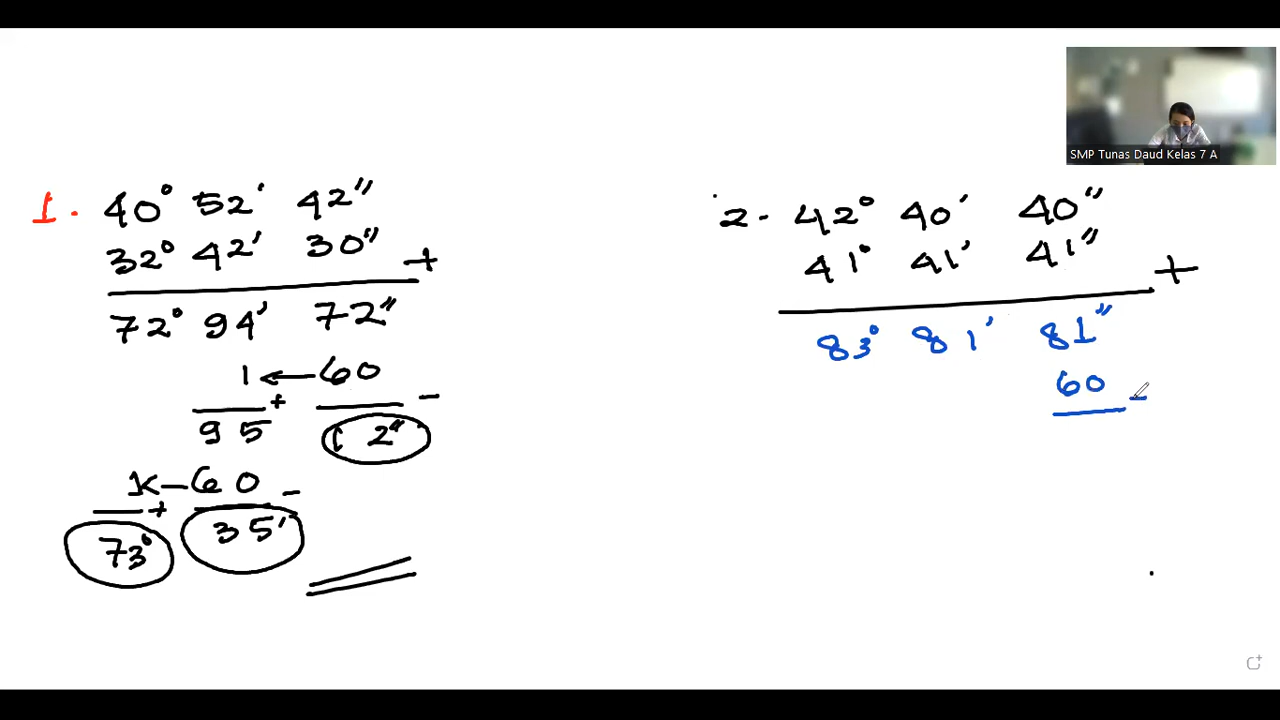 SMP Tunas Daud Kelas 7 A
1. 40° 52' 42"
32° 42' 30" +
72° 94' 72"
1 ← 60 -
+
95 12"
1 ← 60 -
+
73° 35'
2. 42° 40' 40"
41° 41' 41" +
83° 81' 81"
60 -